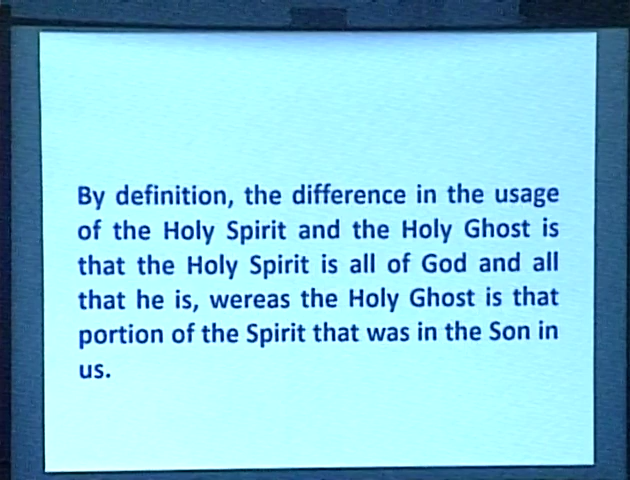 By definition, the difference in the usage
of the Holy Spirit and the Holy Ghost is
that the Holy Spirit is all of God and all
that he is, wereas the Holy Ghost is that
portion of the Spirit that was in the Son in
us.